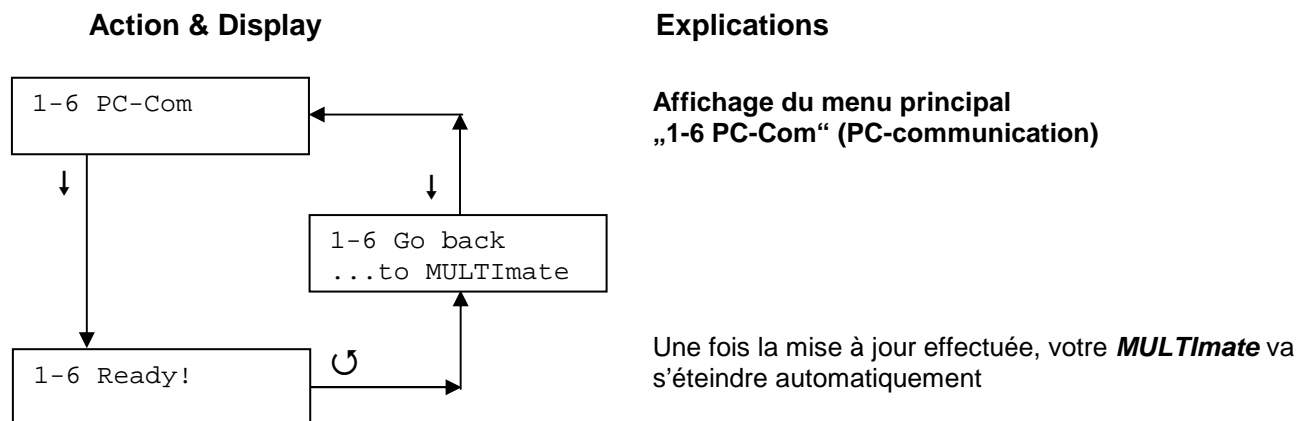 Action & Display
Explications
1-6 PC-Com
Affichage du menu principal
„1-6 PC-Com“ (PC-communication)
1-6 Go back
...to MULTImate
1-6 Ready!
Une fois la mise à jour effectuée, votre MULTImate va
s’éteindre automatiquement